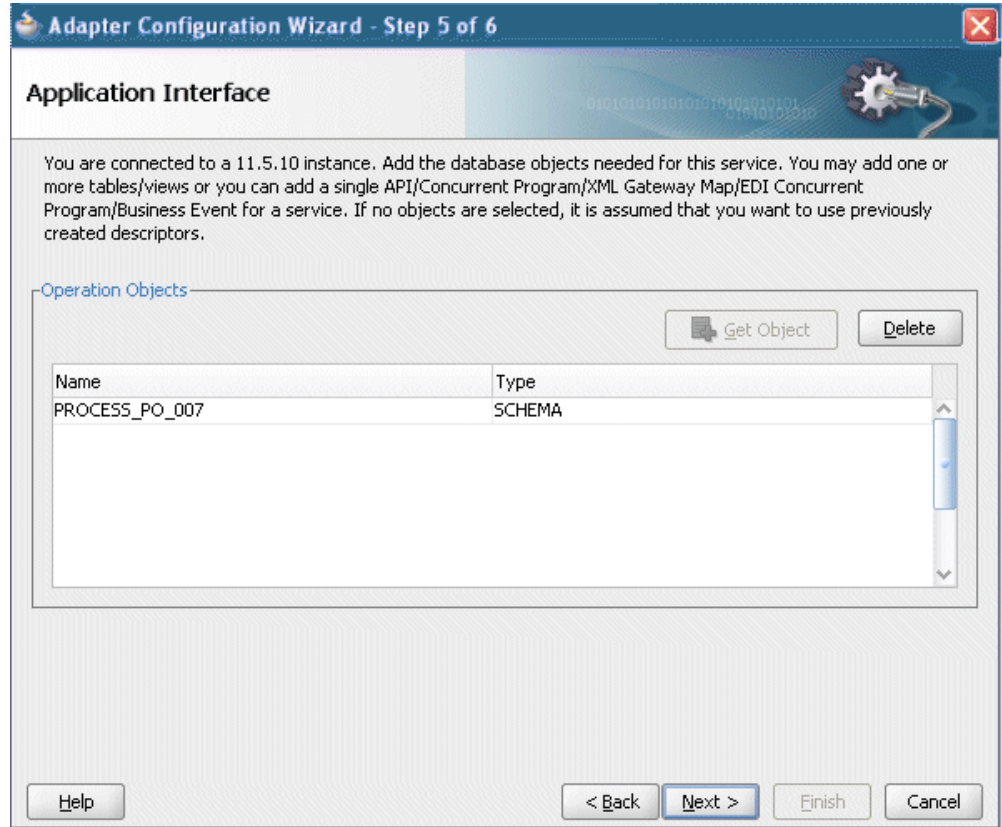 Adapter Configuration Wizard - Step 5 of 6
Application Interface
You are connected to a 11.5.10 instance. Add the database objects needed for this service. You may add one or
more tables/views or you can add a single API/Concurrent Program/XML Gateway Map/EDI Concurrent
Program/Business Event for a service. If no objects are selected, it is assumed that you want to use previously
created descriptors.
Operation Objects
Get Object Delete
Name Type
PROCESS_PO_007 SCHEMA
Help < Back Next > Finish Cancel